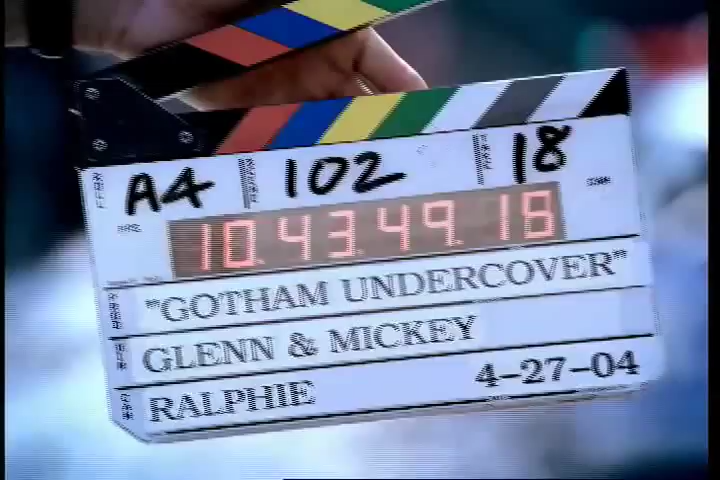 A4 102 18
10.43.49.18
"GOTHAM UNDERCOVER"
GLENN & MICKEY
RALPHIE 4-27-04